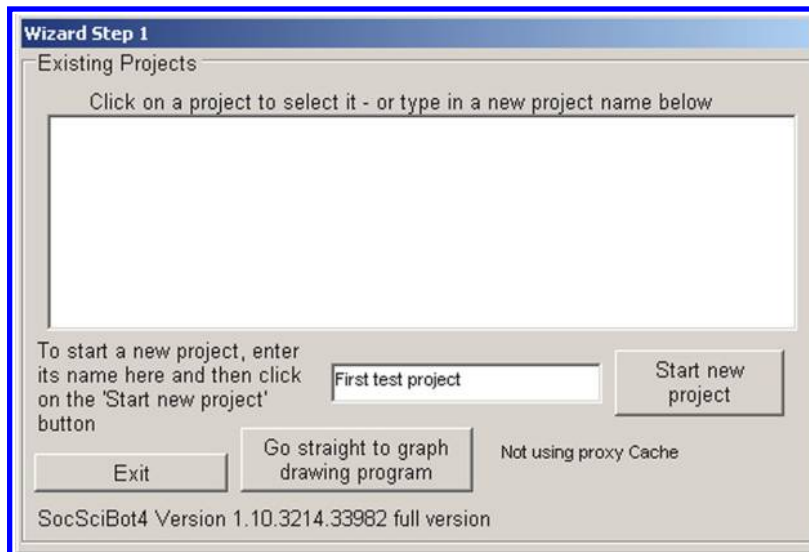 Wizard Step 1
Existing Projects
Click on a project to select it - or type in a new project name below
To start a new project, enter
its name here and then click
on the 'Start new project'
button
First test project
Start new
project
Exit
Go straight to graph
drawing program
Not using proxy Cache
SocSciBot4 Version 1.10.3214.33982 full version